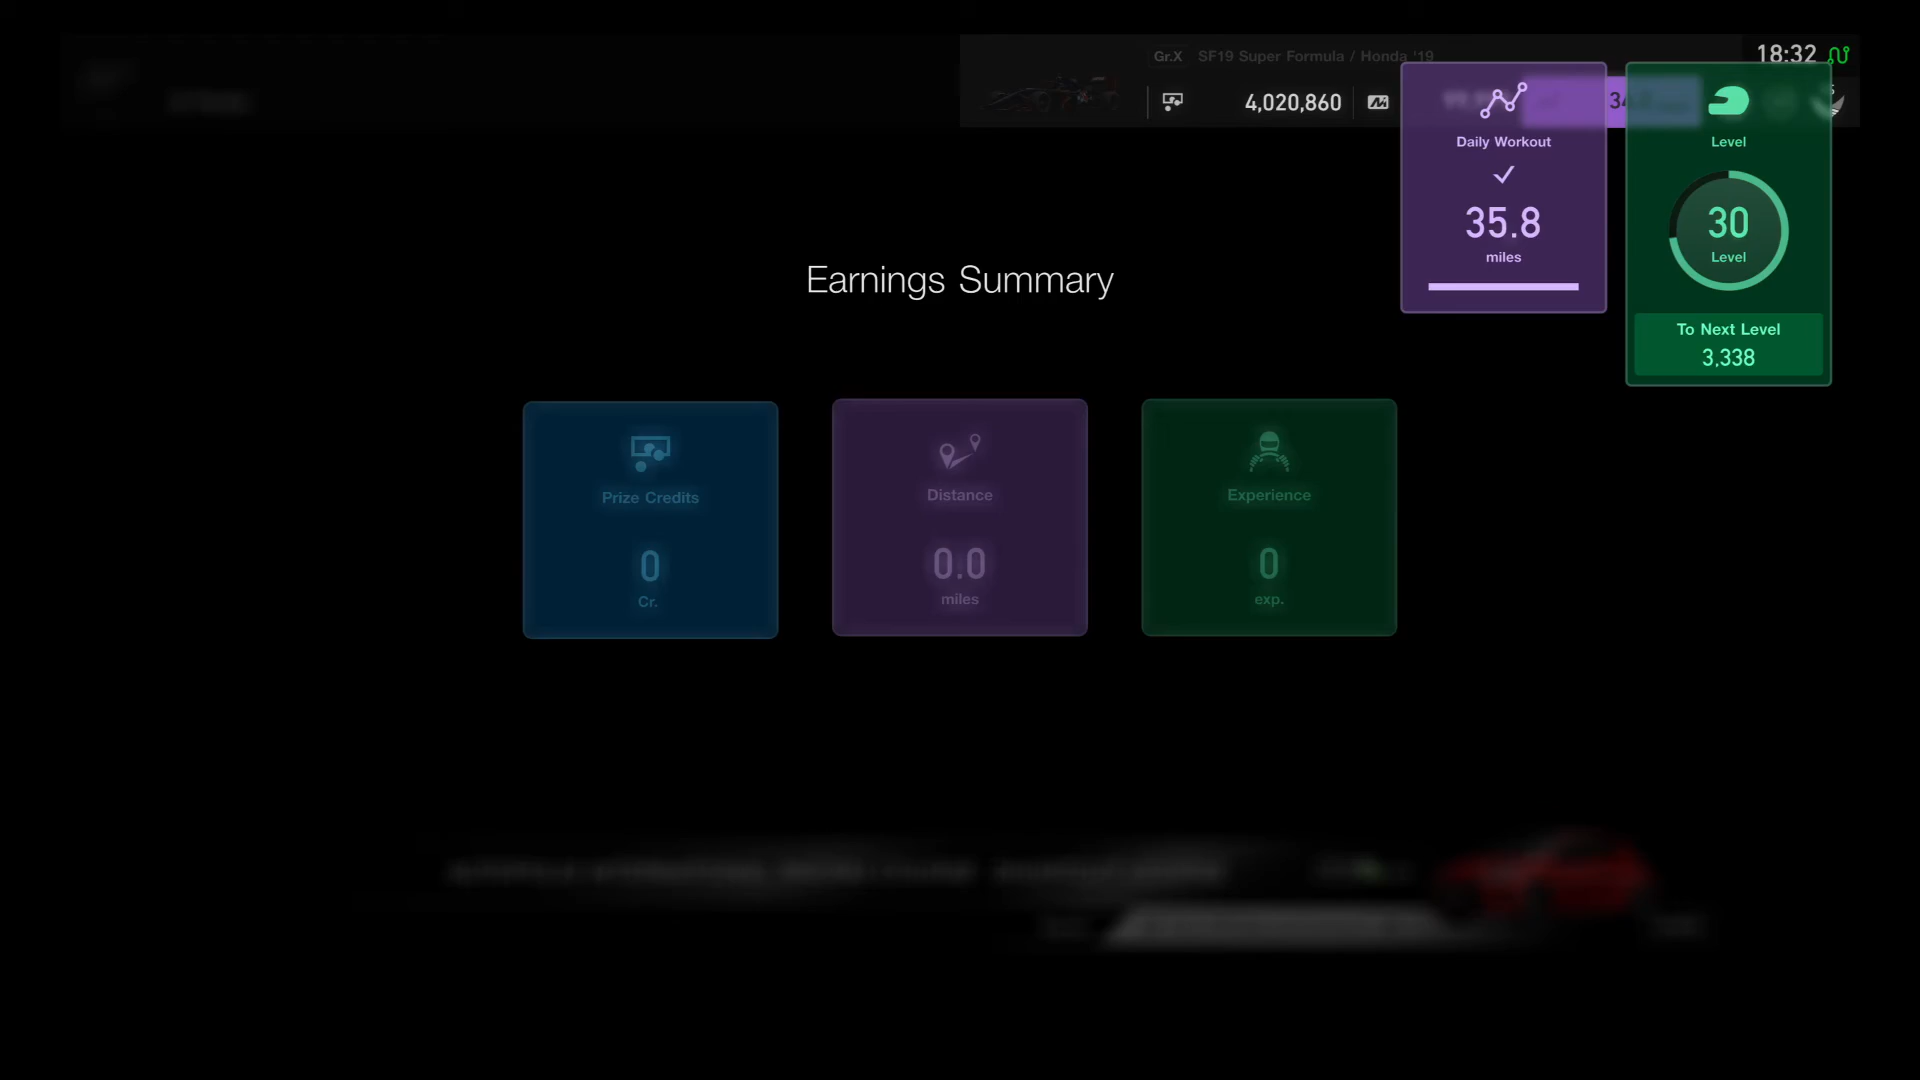 Gr.X SF19 Super Formula / Honda '19
18:32
4,020,860
Daily Workout
35.8
miles
Level
30
Level
To Next Level
3,338
Earnings Summary
Prize Credits
0
Cr.
Distance
0.0
miles
Experience
0
exp.